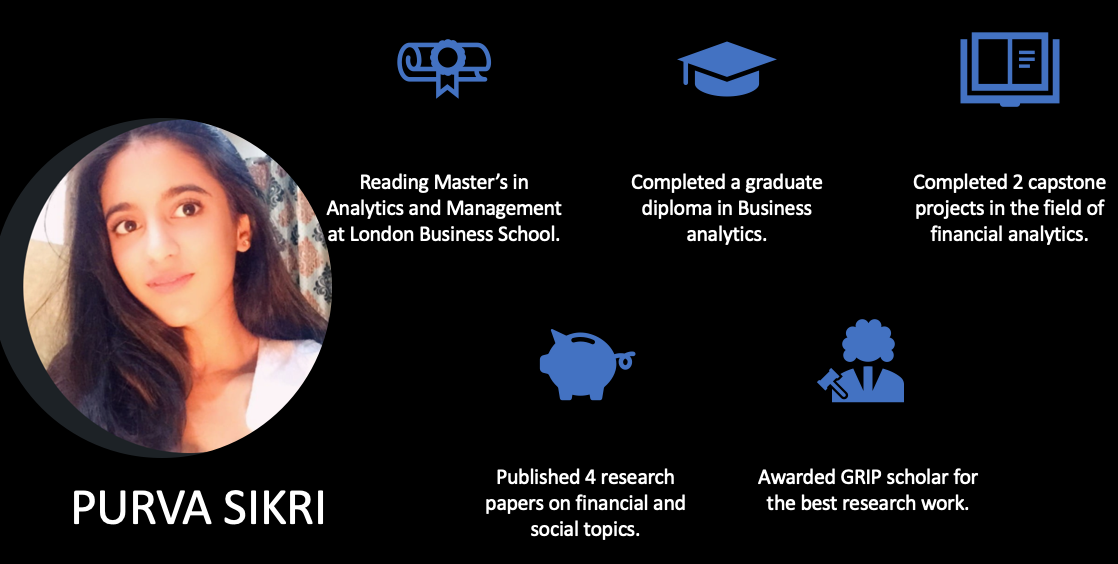 Reading Master’s in
Analytics and Management
at London Business School.
Completed a graduate
diploma in Business
analytics.
Completed 2 capstone
projects in the field of
financial analytics.
Published 4 research
papers on financial and
social topics.
Awarded GRIP scholar for
the best research work.
PURVA SIKRI